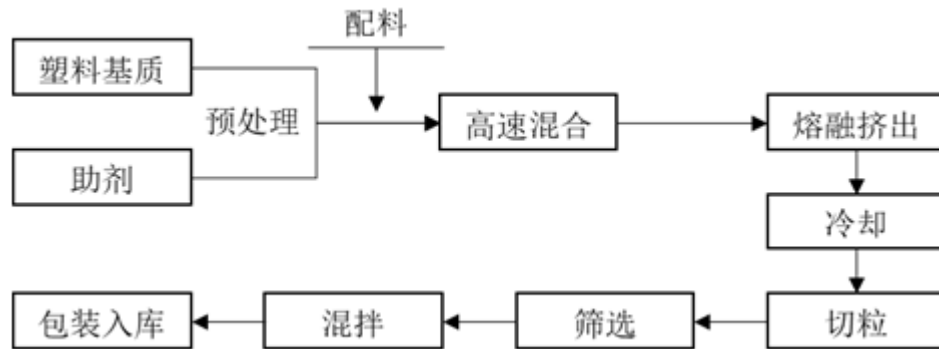 配料
塑料基质
预处理
高速混合
熔融挤出
助剂
冷却
包装入库
混拌
筛选
切粒